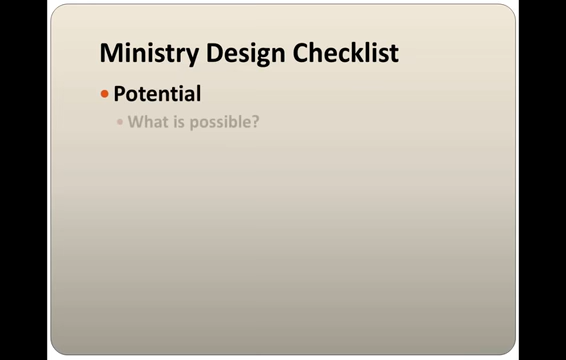 Ministry Design Checklist
• Potential
• What is possible?